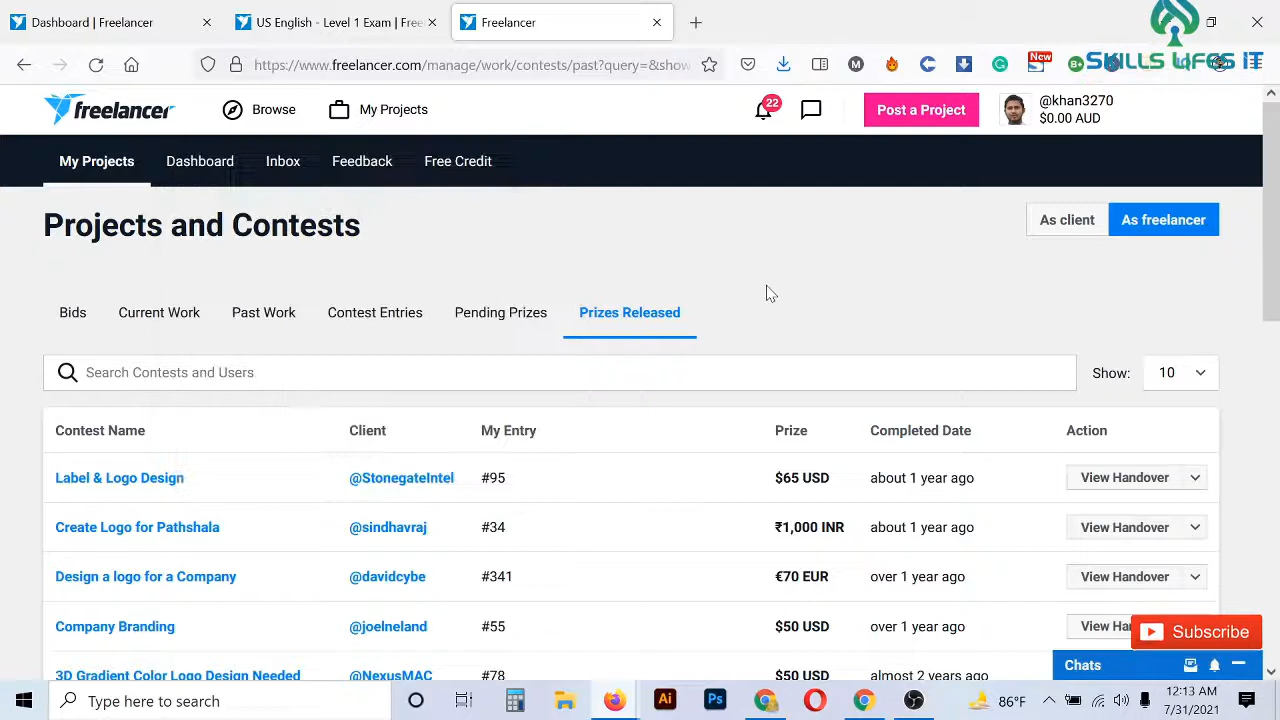 Dashboard | Freelancer
US English - Level 1 Exam | Free
Freelancer
SKILLS LIFES IT
https://www.freelancer.com/manage/work/contests/past?query=&show
New
freelancer
Browse
My Projects
22
Post a Project
@khan3270
$0.00 AUD
My Projects
Dashboard
Inbox
Feedback
Free Credit
Projects and Contests
As client
As freelancer
Bids
Current Work
Past Work
Contest Entries
Pending Prizes
Prizes Released
Search Contests and Users
Show:
10
Contest Name Client My Entry Prize Completed Date Action
Label & Logo Design @StonegateIntel #95 $65 USD about 1 year ago View Handover
Create Logo for Pathshala @sindhavraj #34 ₹1,000 INR about 1 year ago View Handover
Design a logo for a Company @davidcybe #341 €70 EUR over 1 year ago View Handover
Company Branding @joelneland #55 $50 USD over 1 year ago View Ha
Subscribe
3D Gradient Color Logo Design Needed @NexusMAC #78 $50 USD almost 2 years ago
Chats
Type here to search
Ai
Ps
86°F
12:13 AM
7/31/2021